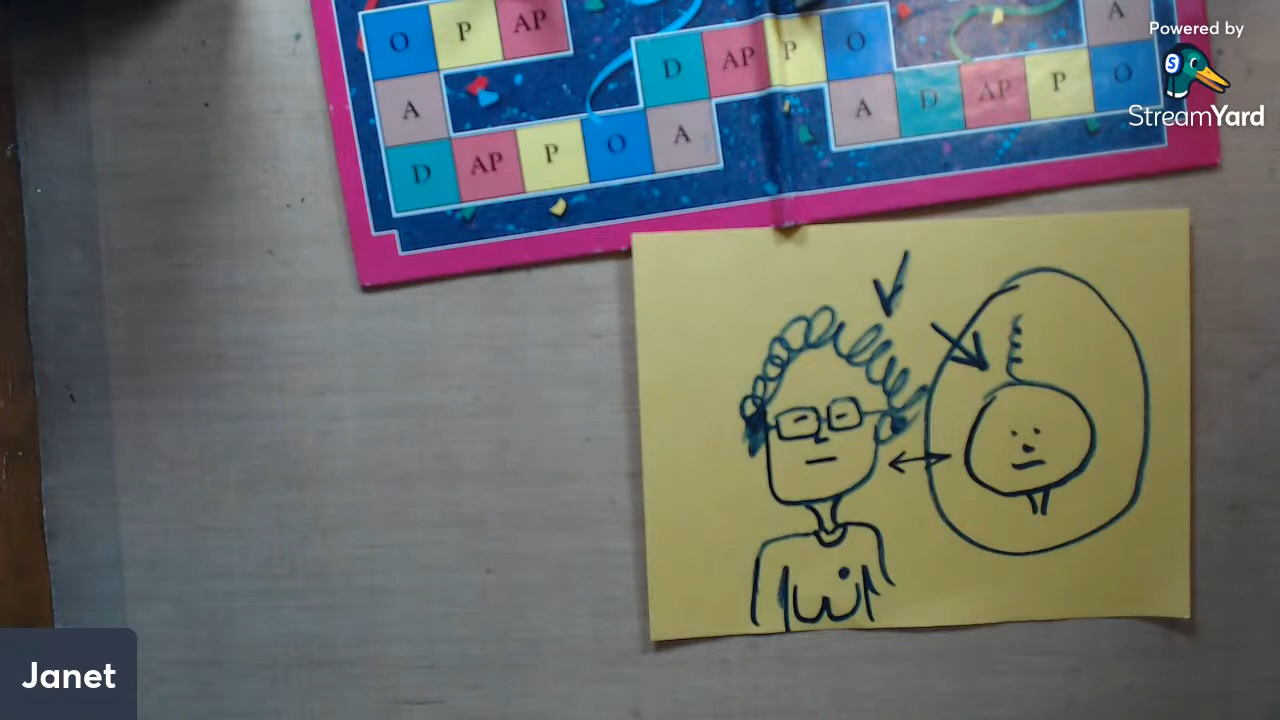 Powered by
S
StreamYard
O P AP
A
D AP P O A
D AP P O
A D AP P O
A
Janet